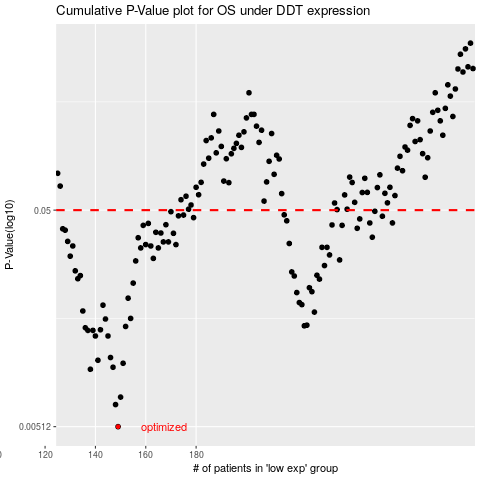 Cumulative P-Value plot for OS under DDT expression
P-Value(log10)
0.05
0.00512
optimized
0 120 140 160 180
# of patients in 'low exp' group